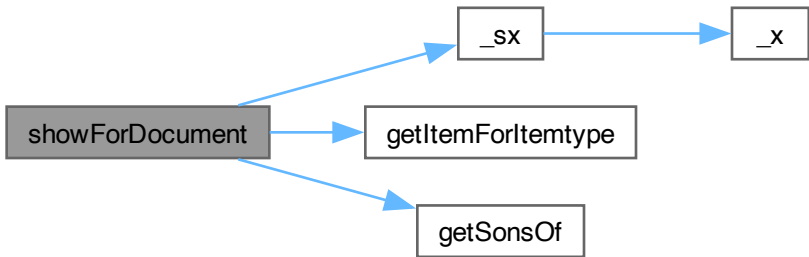 _sx
_x
showForDocument
getItemForItemtype
getSonsOf